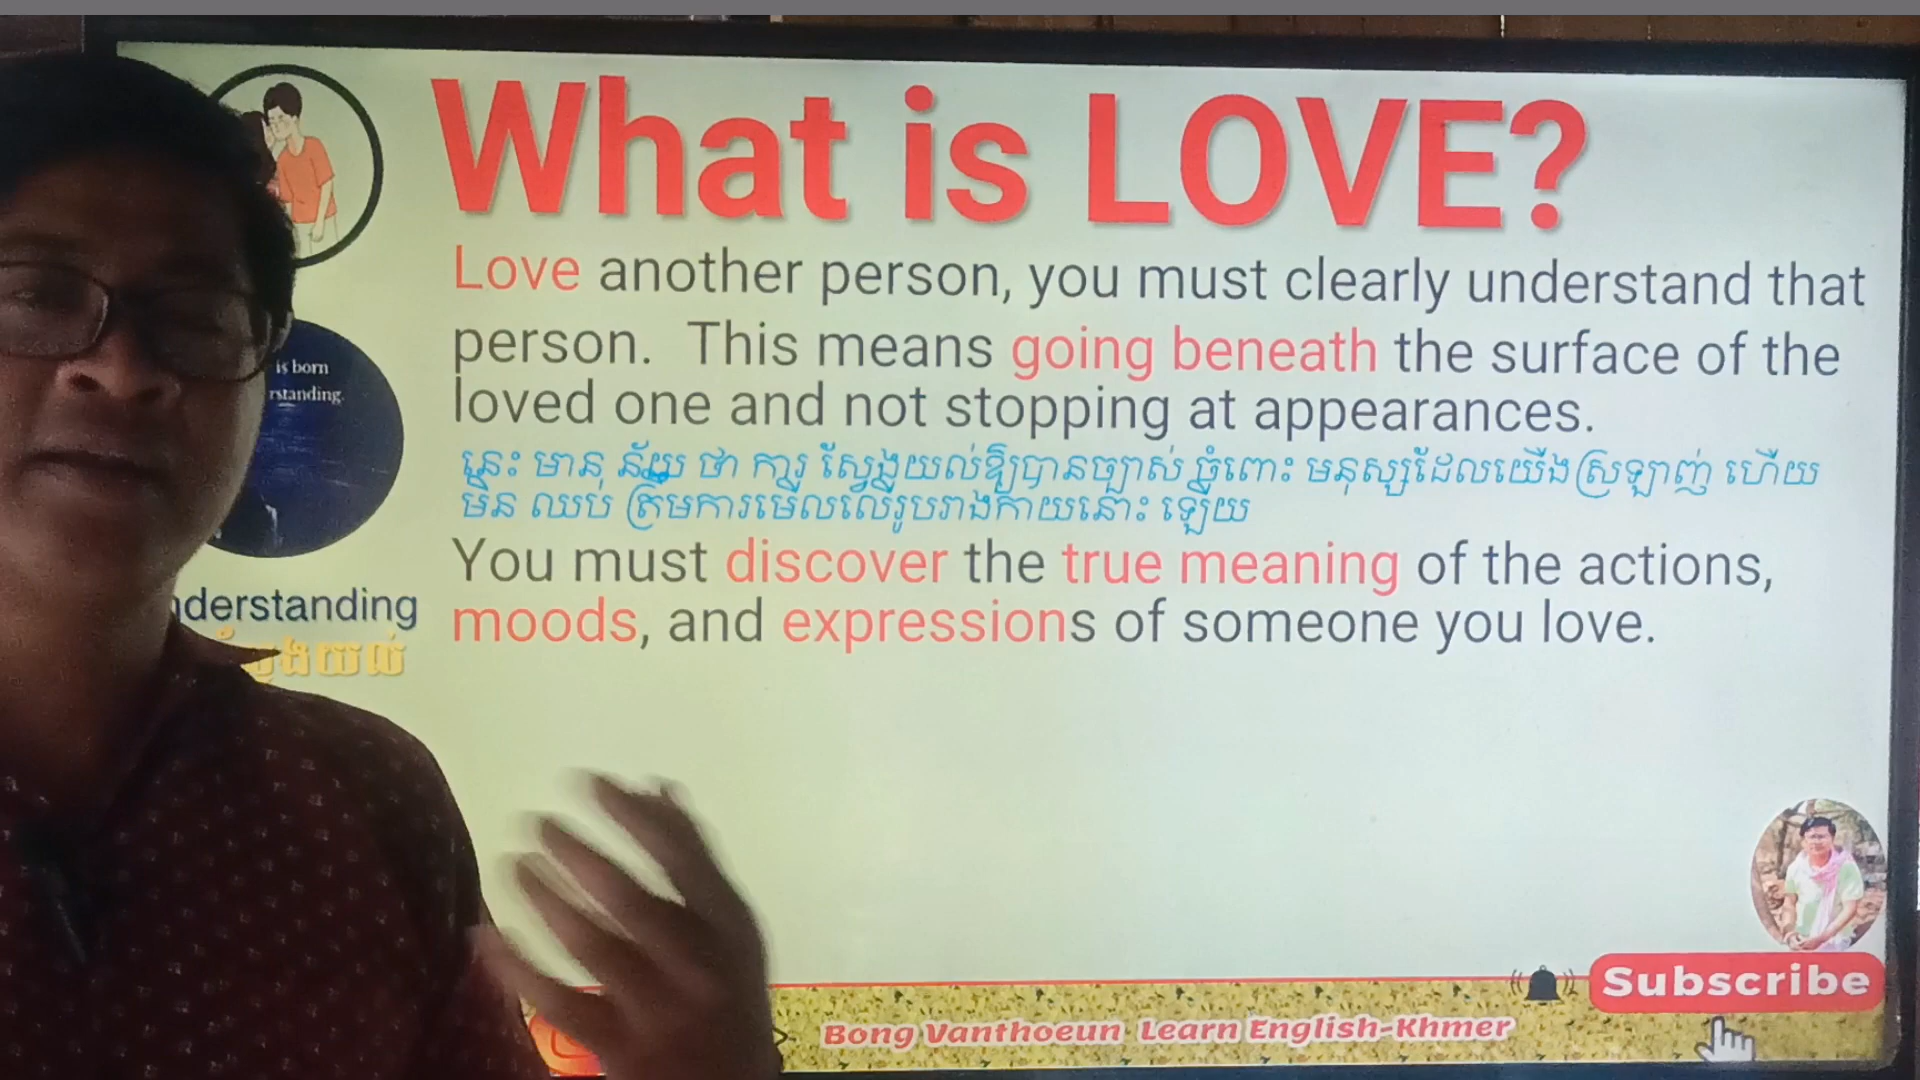 What is LOVE?
Love another person, you must clearly understand that
person. This means going beneath the surface of the
loved one and not stopping at appearances.
នេះ មាន ន័យ ថា ការ ស្វែងយល់ឱ្យបានច្បាស់ ចំពោះ មនុស្សដែលយើងស្រឡាញ់ ហើយ
មិន ឈប់ ត្រឹមការមើលលើរូបរាងកាយនោះ ឡើយ
You must discover the true meaning of the actions,
moods, and expressions of someone you love.
is born
rstanding.
derstanding
Subscribe
Bong Vanthoeun Learn English-Khmer